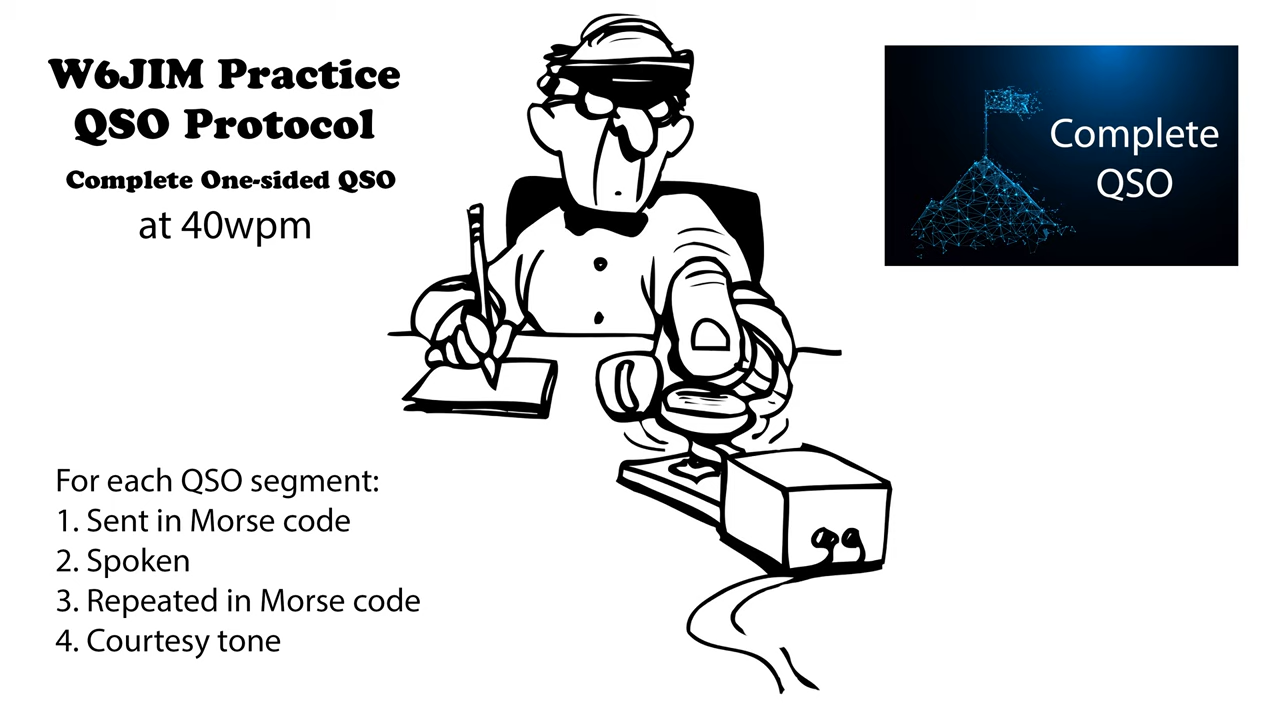 W6JIM Practice
QSO Protocol
Complete One-sided QSO
at 40wpm
Complete
QSO
For each QSO segment:
1. Sent in Morse code
2. Spoken
3. Repeated in Morse code
4. Courtesy tone